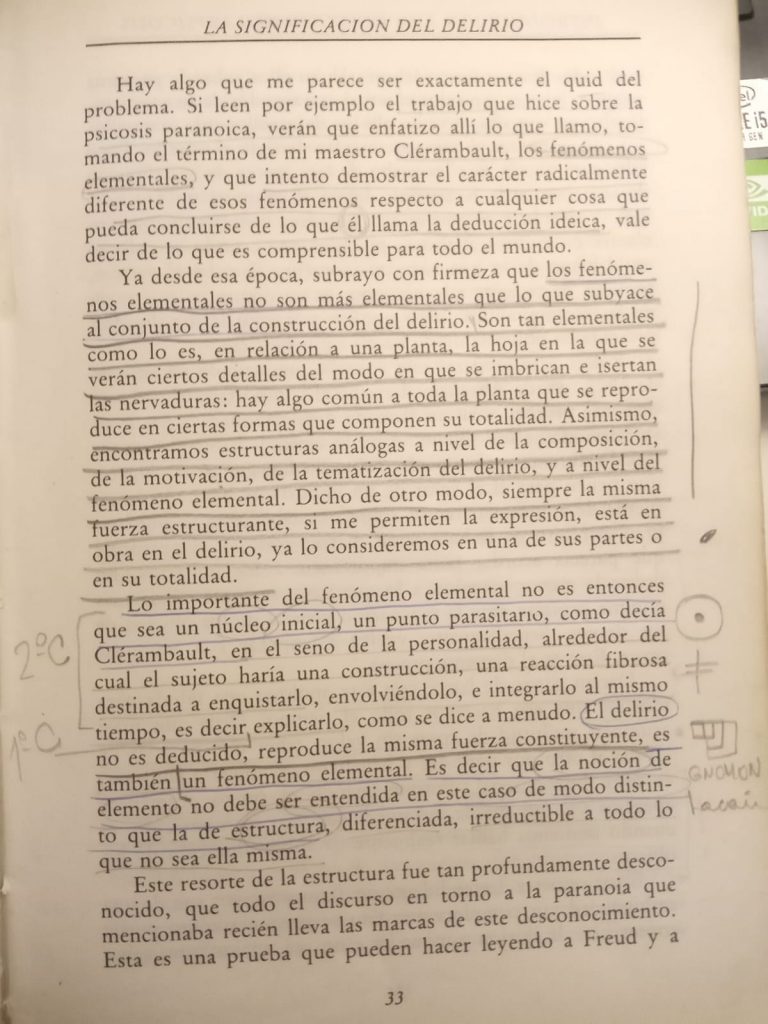 LA SIGNIFICACION DEL DELIRIO
Hay algo que me parece ser exactamente el quid del
problema. Si leen por ejemplo el trabajo que hice sobre la
psicosis paranoica, verán que enfatizo allí lo que llamo, to-
mando el término de mi maestro Clérambault, los fenómenos
elementales, y que intento demostrar el carácter radicalmente
diferente de esos fenómenos respecto a cualquier cosa que
pueda concluirse de lo que él llama la deducción ideica, vale
decir de lo que es comprensible para todo el mundo.
Ya desde esa época, subrayo con firmeza que los fenóme-
nos elementales no son más elementales que lo que subyace
al conjunto de la construcción del delirio. Son tan elementales
como lo es, en relación a una planta, la hoja en la que se
verán ciertos detalles del modo en que se imbrican e isertan
las nervaduras: hay algo común a toda la planta que se repro-
duce en ciertas formas que componen su totalidad. Asimismo,
encontramos estructuras análogas a nivel de la composición,
de la motivación, de la tematización del delirio, y a nivel del
fenómeno elemental. Dicho de otro modo, siempre la misma
fuerza estructurante, si me permiten la expresión, está en
obra en el delirio, ya lo consideremos en una de sus partes o
en su totalidad.
Lo importante del fenómeno elemental no es entonces
que sea un núcleo inicial, un punto parasitario, como decía
Clérambault, en el seno de la personalidad, alrededor del
cual el sujeto haría una construcción, una reacción fibrosa
destinada a enquistarlo, envolviéndolo, e integrarlo al mismo
tiempo, es decir explicarlo, como se dice a menudo. El delirio
no es deducido, reproduce la misma fuerza constituyente, es
también un fenómeno elemental. Es decir que la noción de
elemento no debe ser entendida en este caso de modo distin-
to que la de estructura, diferenciada, irreductible a todo lo
que no sea ella misma.
Este resorte de la estructura fue tan profundamente desco-
nocido, que todo el discurso en torno a la paranoia que
mencionaba recién lleva las marcas de este desconocimiento.
Esta es una prueba que pueden hacer leyendo a Freud y a
33
2º C
1º C
GNOMON
Lacan
i5
GEN